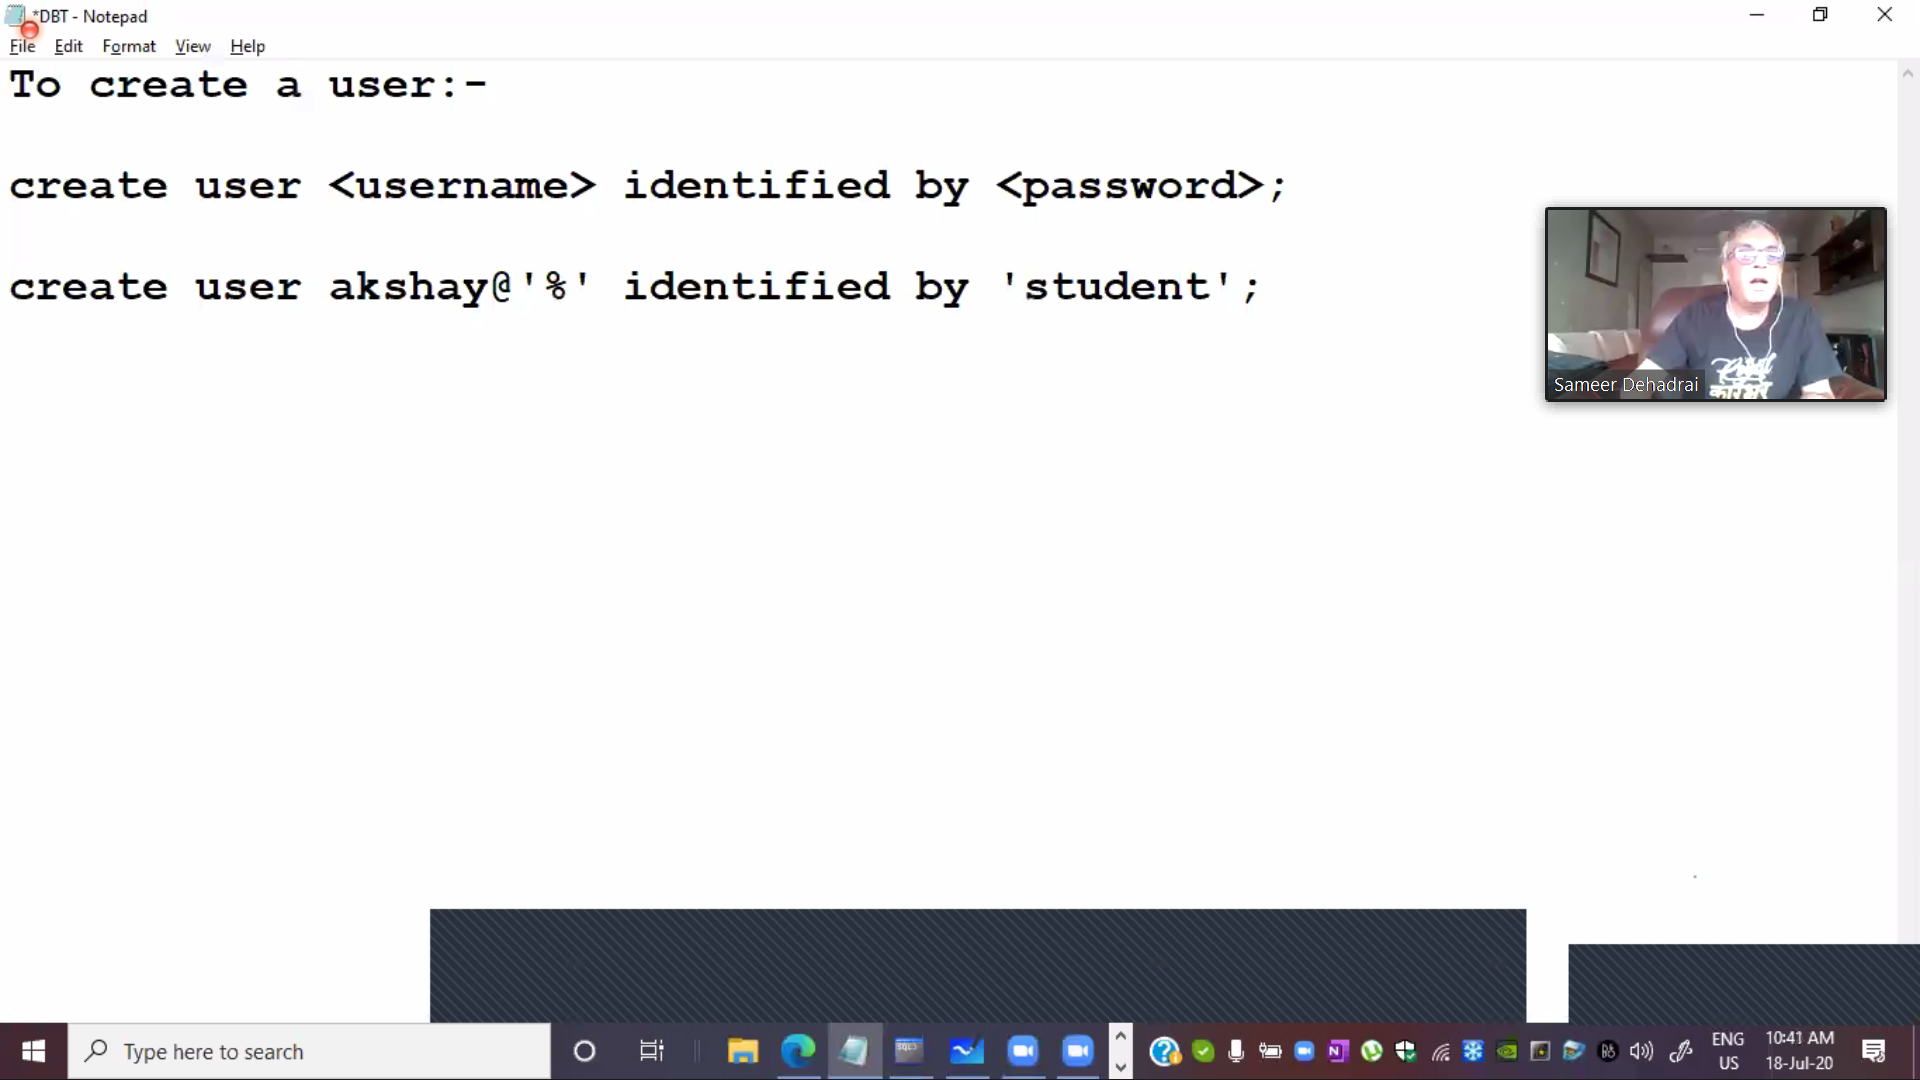 *DBT - Notepad
File Edit Format View Help
To create a user:-
create user <username> identified by <password>;
create user akshay@'%' identified by 'student';
Sameer Dehadrai
Type here to search
ENG
US
10:41 AM
18-Jul-20